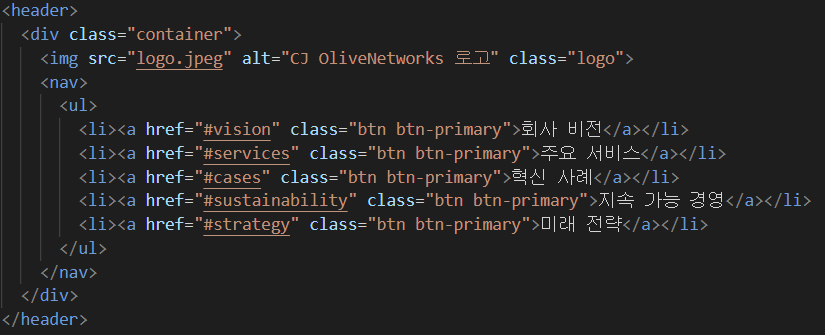 <header>
<div class="container">
<img src="logo.jpeg" alt="CJ OliveNetworks 로고" class="logo">
<nav>
<ul>
<li><a href="#vision" class="btn btn-primary">회사 비전</a></li>
<li><a href="#services" class="btn btn-primary">주요 서비스</a></li>
<li><a href="#cases" class="btn btn-primary">혁신 사례</a></li>
<li><a href="#sustainability" class="btn btn-primary">지속 가능 경영</a></li>
<li><a href="#strategy" class="btn btn-primary">미래 전략</a></li>
</ul>
</nav>
</div>
</header>